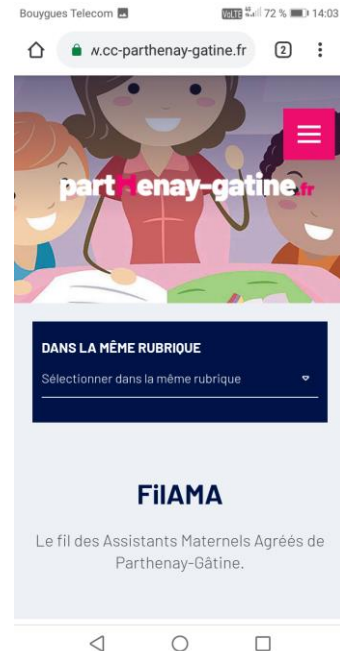 Bouygues Telecom VoLTE 72 % 14:03
w.cc-parthenay-gatine.fr 2
partHenay-gatine.fr
DANS LA MÊME RUBRIQUE
Sélectionner dans la même rubrique
FilAMA
Le fil des Assistants Maternels Agréés de
Parthenay-Gâtine.